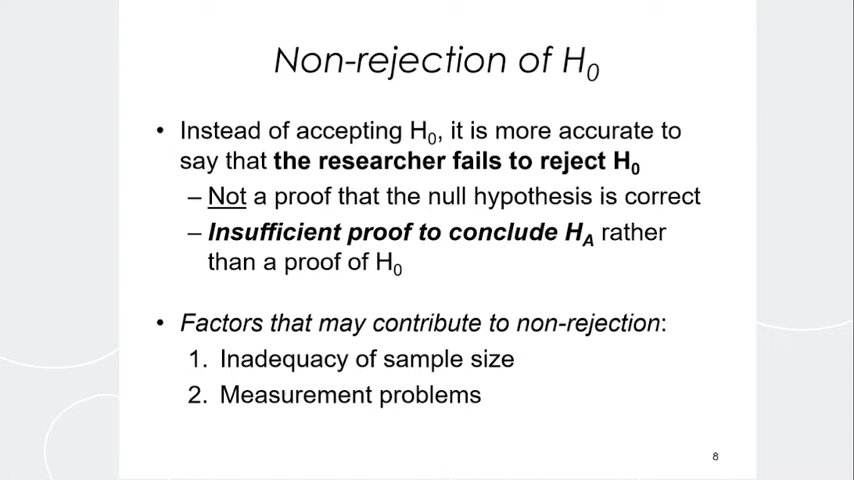 Non-rejection of H₀
• Instead of accepting H₀, it is more accurate to
say that the researcher fails to reject H₀
– Not a proof that the null hypothesis is correct
– Insufficient proof to conclude Hᴀ rather
than a proof of H₀
• Factors that may contribute to non-rejection:
1. Inadequacy of sample size
2. Measurement problems
8